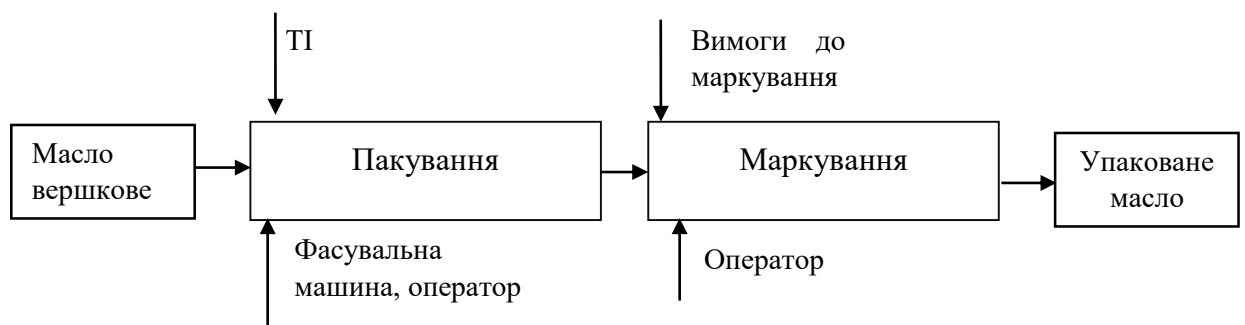 ТІ
Вимоги до
маркування
Масло
вершкове
Пакування
Маркування
Упаковане
масло
Фасувальна
машина, оператор
Оператор